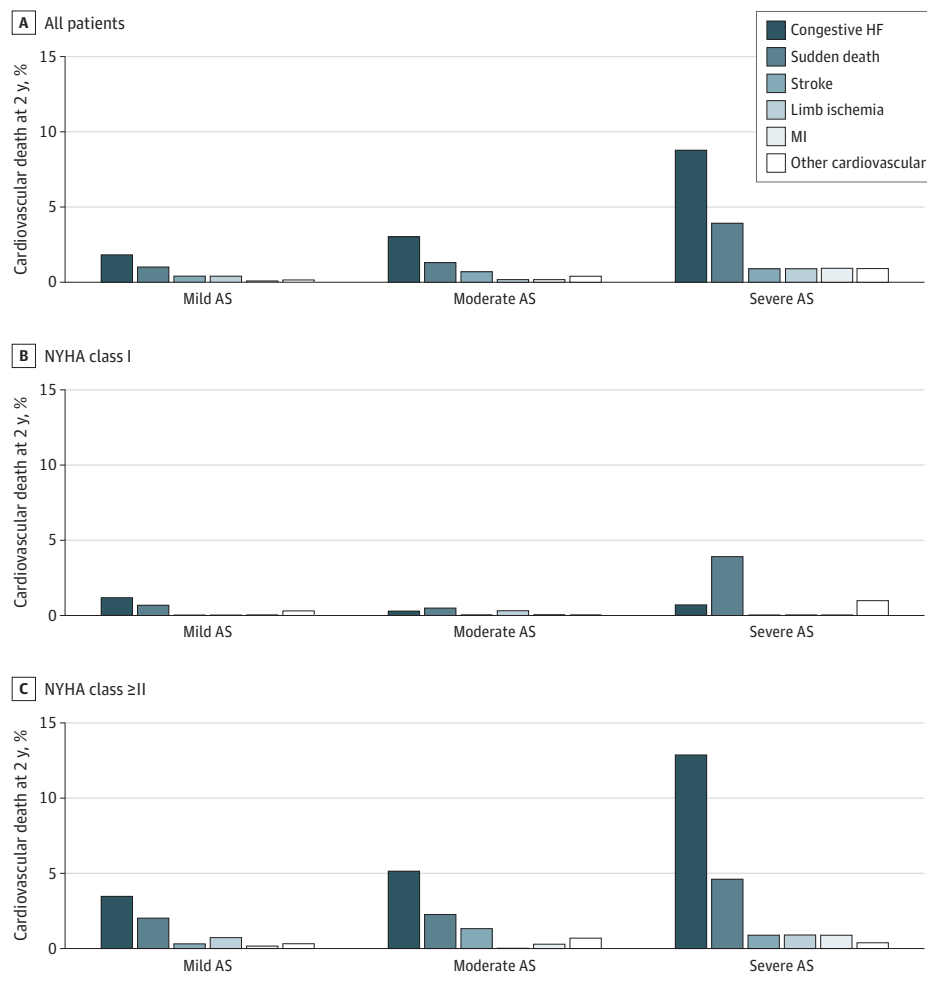 A All patients
Congestive HF
Sudden death
Stroke
Limb ischemia
MI
Other cardiovascular
Cardiovascular death at 2 y, %
15
10
5
0
Mild AS
Moderate AS
Severe AS
B NYHA class I
Cardiovascular death at 2 y, %
15
10
5
0
Mild AS
Moderate AS
Severe AS
C NYHA class ≥II
Cardiovascular death at 2 y, %
15
10
5
0
Mild AS
Moderate AS
Severe AS